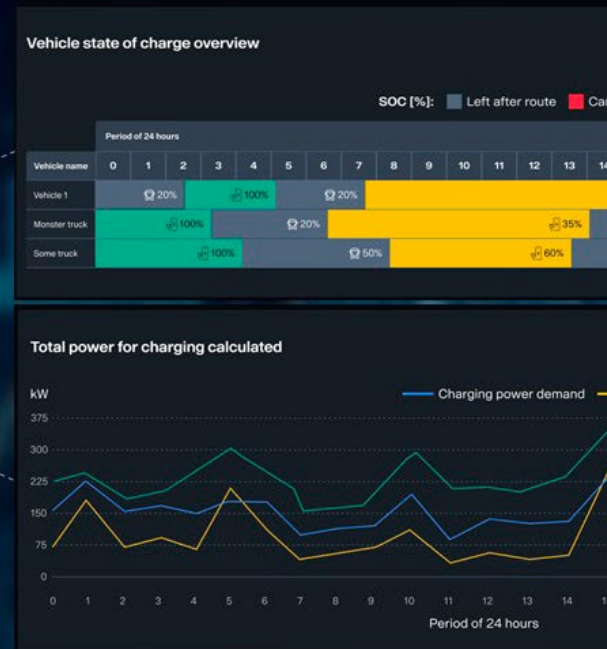 Vehicle state of charge overview
SOC [%]: Left after route
Period of 24 hours
Vehicle name 0 1 2 3 4 5 6 7 8 9 10 11 12 13 14
Vehicle 1 20% 100% 20%
Monster truck 100% 20% 35%
Some truck 100% 50% 60%
Total power for charging calculated
kW
Charging power demand
375
300
225
150
75
0
0 1 2 3 4 5 6 7 8 9 10 11 12 13 14
Period of 24 hours